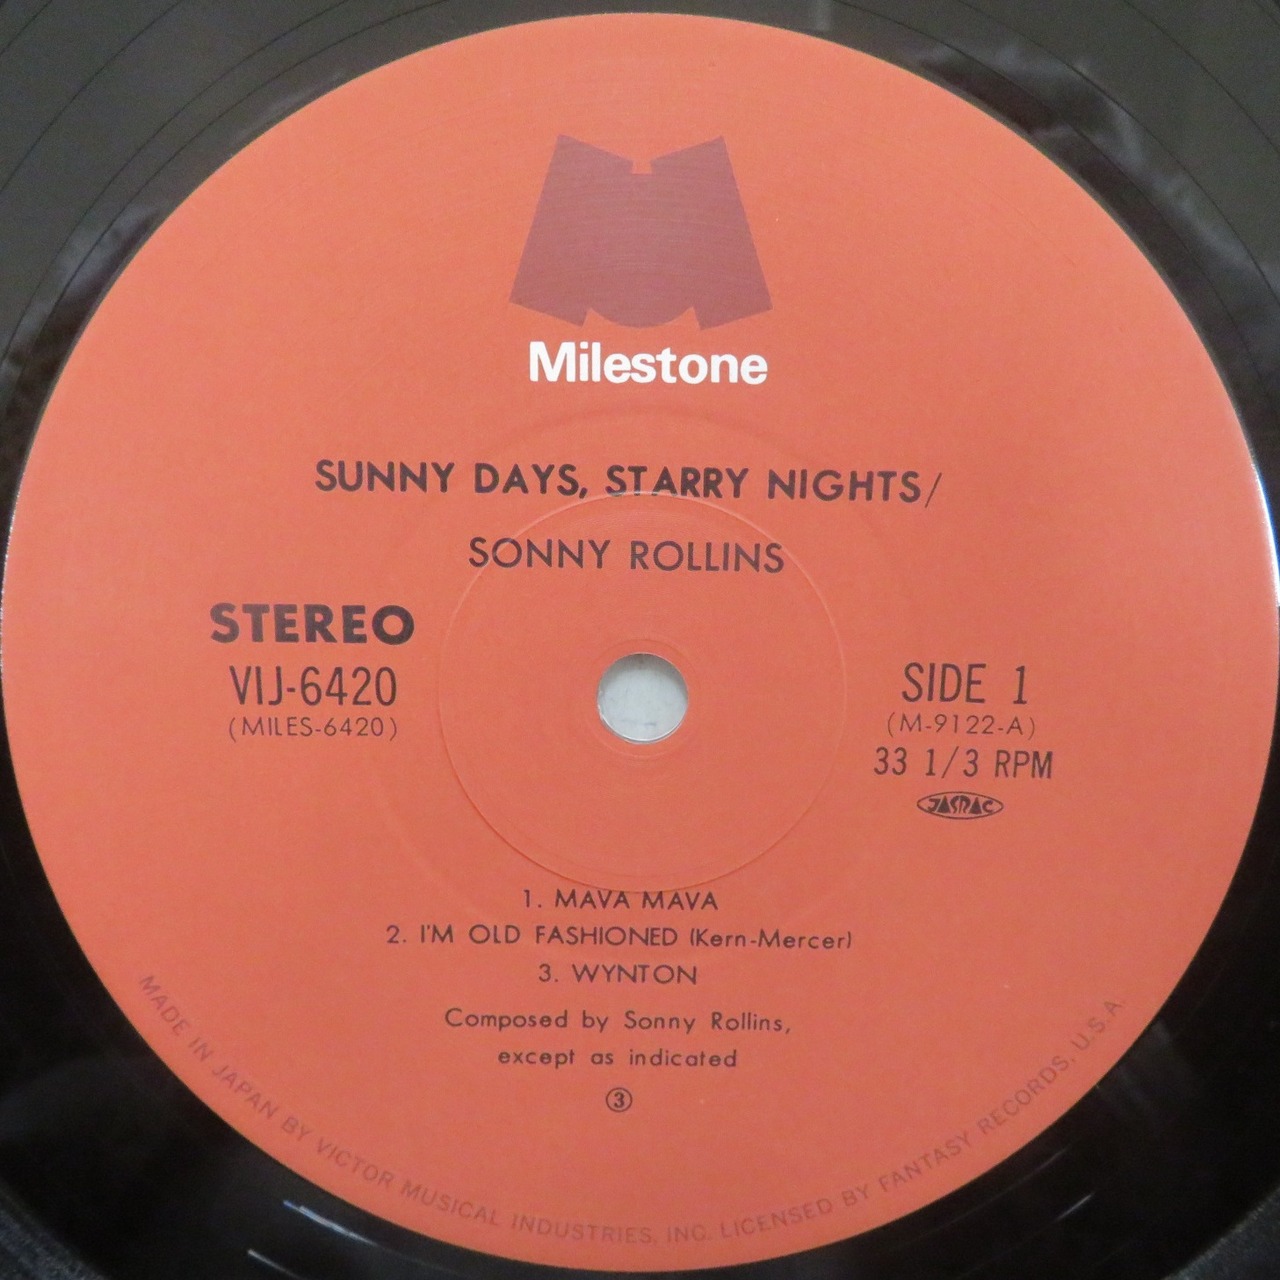 Milestone
SUNNY DAYS, STARRY NIGHTS/
SONNY ROLLINS
STEREO
VIJ-6420
(MILES-6420)
SIDE 1
(M-9122-A)
33 1/3 RPM
JASRAC
1. MAVA MAVA
2. I'M OLD FASHIONED (Kern-Mercer)
3. WYNTON
Composed by Sonny Rollins,
except as indicated
③
MADE IN JAPAN BY VICTOR MUSICAL INDUSTRIES, INC. LICENSED BY FANTASY RECORDS, U.S.A.